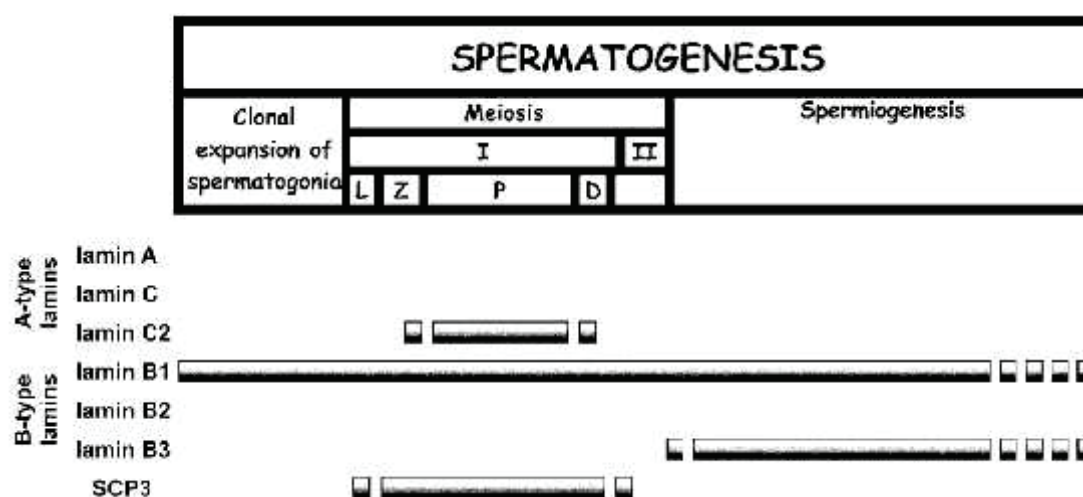 SPERMATOGENESIS
Clonal
expansion of
spermatogonia
Meiosis
Spermiogenesis
I
II
L
Z
P
D
A-type
lamins
lamin A
lamin C
lamin C2
B-type
lamins
lamin B1
lamin B2
lamin B3
SCP3